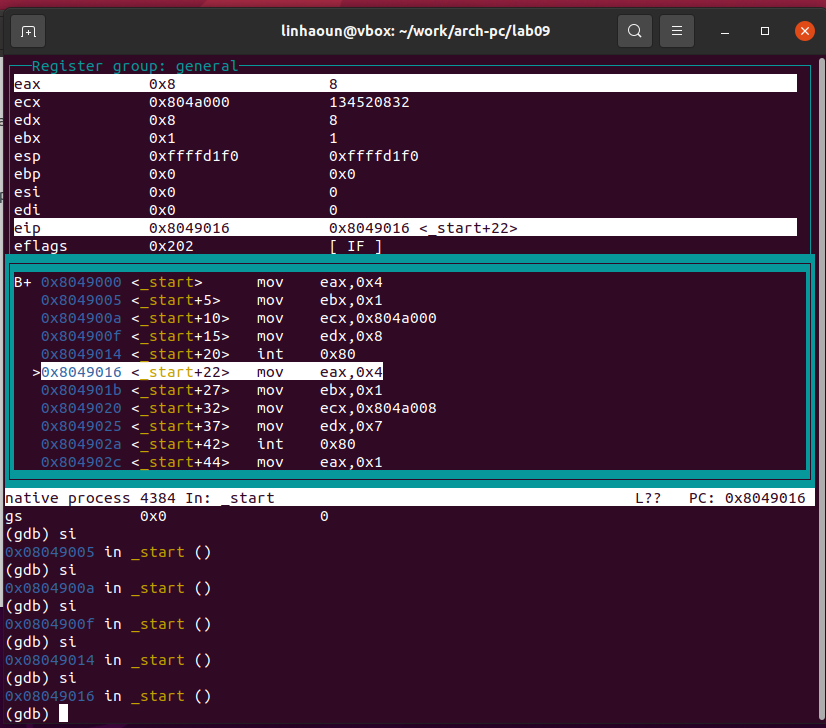 linhaoun@vbox: ~/work/arch-pc/lab09
Register group: general
eax 0x8 8
ecx 0x804a000 134520832
edx 0x8 8
ebx 0x1 1
esp 0xffffd1f0 0xffffd1f0
ebp 0x0 0x0
esi 0x0 0
edi 0x0 0
eip 0x8049016 0x8049016 <_start+22>
eflags 0x202 [ IF ]
B+ 0x8049000 <_start> mov eax,0x4
0x8049005 <_start+5> mov ebx,0x1
0x804900a <_start+10> mov ecx,0x804a000
0x804900f <_start+15> mov edx,0x8
0x8049014 <_start+20> int 0x80
>0x8049016 <_start+22> mov eax,0x4
0x804901b <_start+27> mov ebx,0x1
0x8049020 <_start+32> mov ecx,0x804a008
0x8049025 <_start+37> mov edx,0x7
0x804902a <_start+42> int 0x80
0x804902c <_start+44> mov eax,0x1
native process 4384 In: _start L?? PC: 0x8049016
gs 0x0 0
(gdb) si
0x08049005 in _start ()
(gdb) si
0x0804900a in _start ()
(gdb) si
0x0804900f in _start ()
(gdb) si
0x08049014 in _start ()
(gdb) si
0x08049016 in _start ()
(gdb)